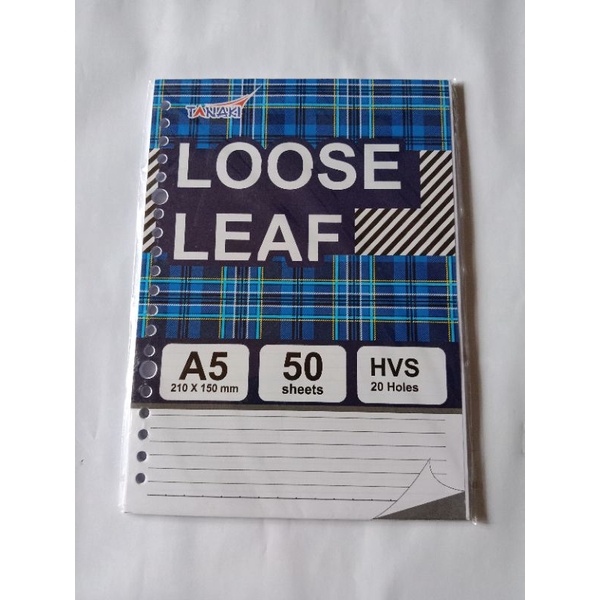 TANAKI
LOOSE
LEAF
A5
210 X 150 mm
50
sheets
HVS
20 Holes